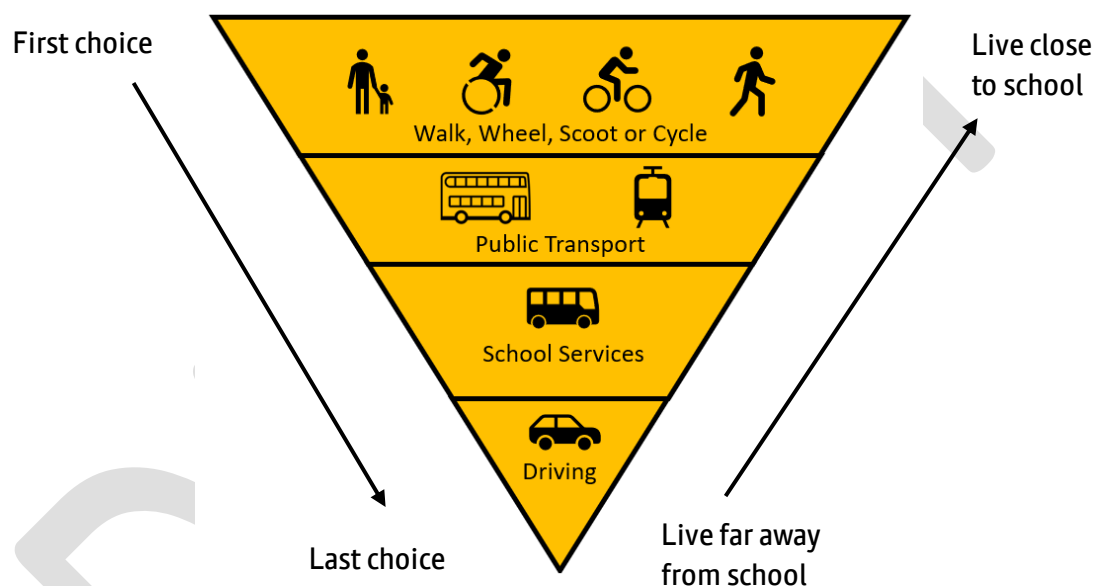 First choice
Live close
to school
Walk, Wheel, Scoot or Cycle
Public Transport
School Services
Driving
Last choice
Live far away
from school